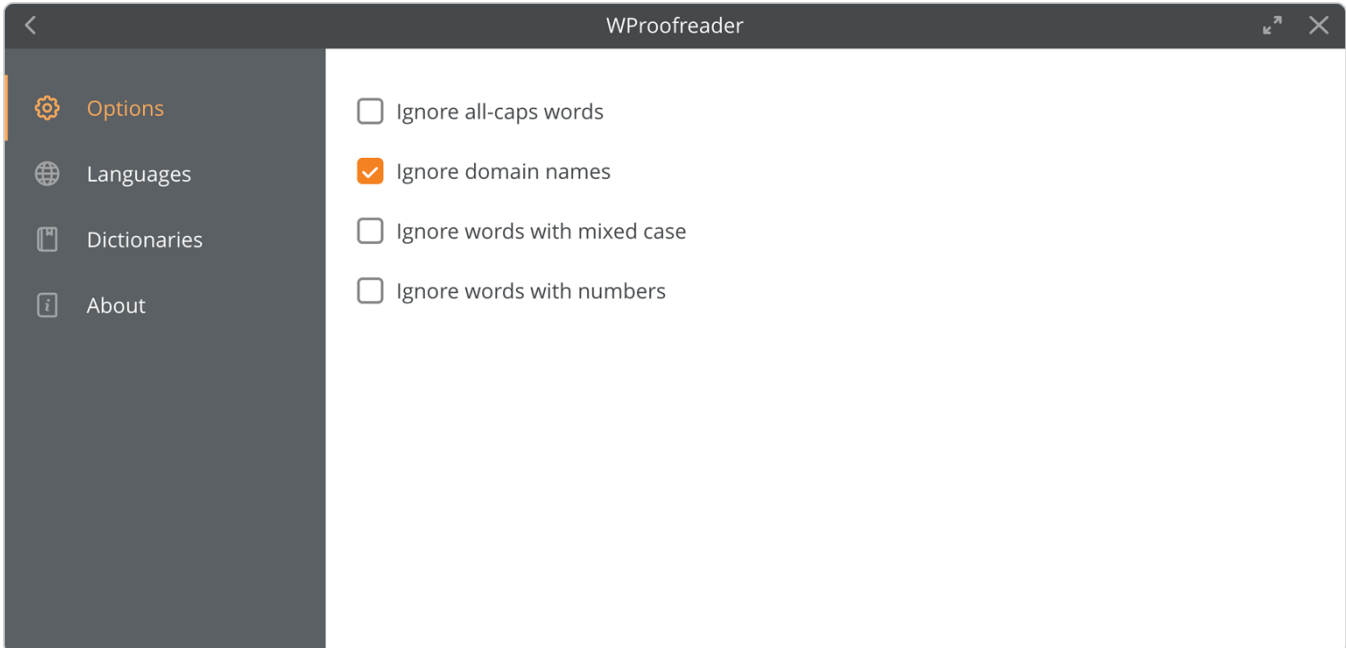 WProofreader
Options
Languages
Dictionaries
About
Ignore all-caps words
Ignore domain names
Ignore words with mixed case
Ignore words with numbers